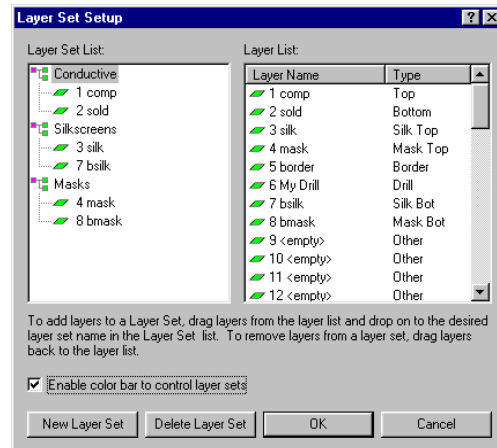 Layer Set Setup
Layer Set List:
Conductive
1 comp
2 sold
Silkscreens
3 silk
7 bsilk
Masks
4 mask
8 bmask
Layer List:
Layer Name Type
1 comp Top
2 sold Bottom
3 silk Silk Top
4 mask Mask Top
5 border Border
6 My Drill Drill
7 bsilk Silk Bot
8 bmask Mask Bot
9 <empty> Other
10 <empty> Other
11 <empty> Other
12 <empty> Other
To add layers to a Layer Set, drag layers from the layer list and drop on to the desired
layer set name in the Layer Set list. To remove layers from a layer set, drag layers
back to the layer list.
Enable color bar to control layer sets
New Layer Set Delete Layer Set OK Cancel